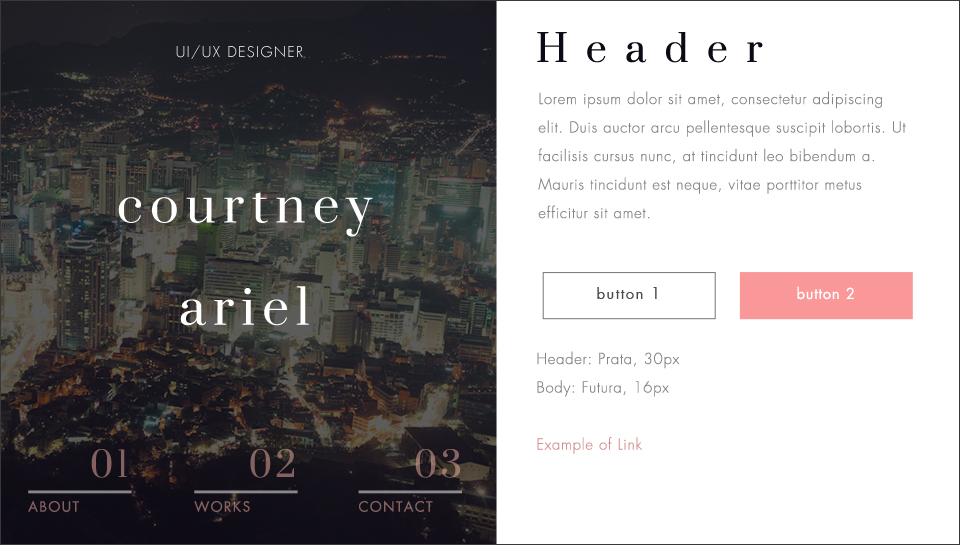 UI/UX DESIGNER
courtney
ariel
01
02
03
ABOUT
WORKS
CONTACT
Header
Lorem ipsum dolor sit amet, consectetur adipiscing
elit. Duis auctor arcu pellentesque suscipit lobortis. Ut
facilisis cursus nunc, at tincidunt leo bibendum a.
Mauris tincidunt est neque, vitae porttitor metus
efficitur sit amet.
button 1
button 2
Header: Prata, 30px
Body: Futura, 16px
Example of Link